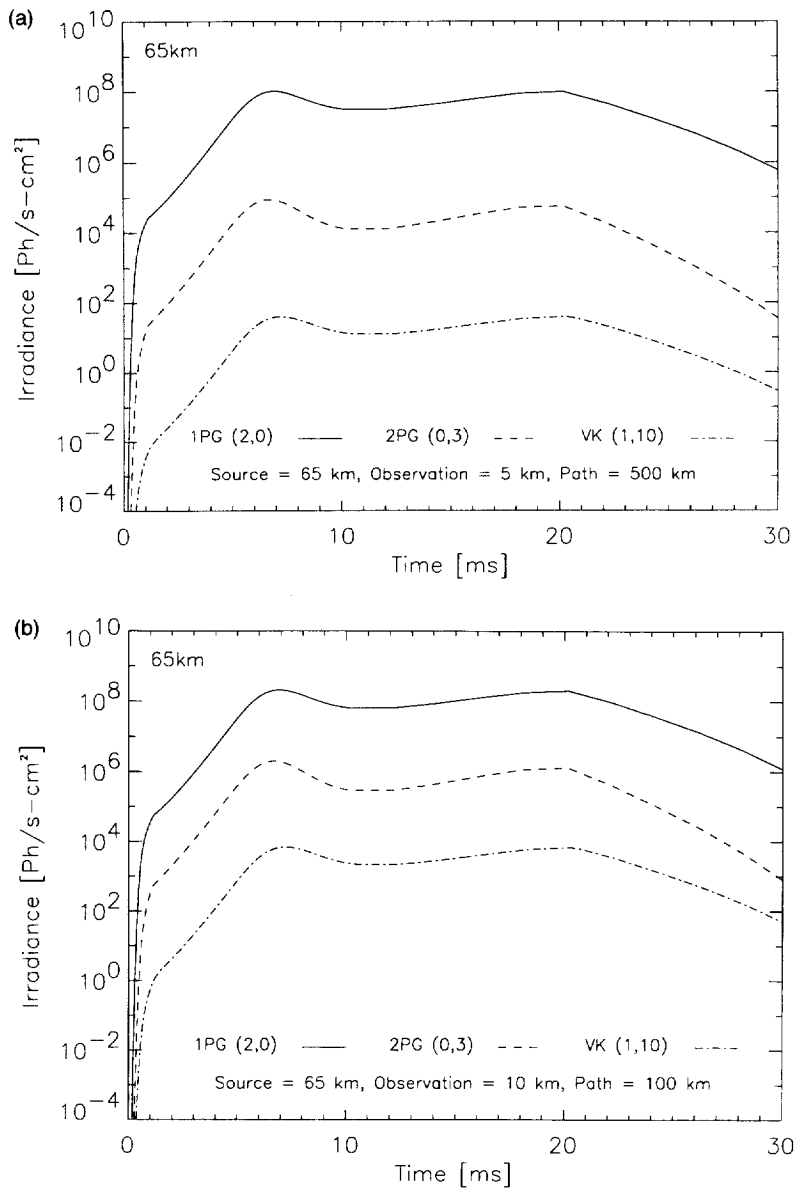 (a)
65km
Irradiance [Ph/s-cm²]
10^10
10^8
10^6
10^4
10^2
10^0
10^-2
10^-4
1PG (2,0) 2PG (0,3) VK (1,10)
Source = 65 km, Observation = 5 km, Path = 500 km
0 10 20 30
Time [ms]
(b)
65km
Irradiance [Ph/s-cm²]
10^10
10^8
10^6
10^4
10^2
10^0
10^-2
10^-4
1PG (2,0) 2PG (0,3) VK (1,10)
Source = 65 km, Observation = 10 km, Path = 100 km
0 10 20 30
Time [ms]